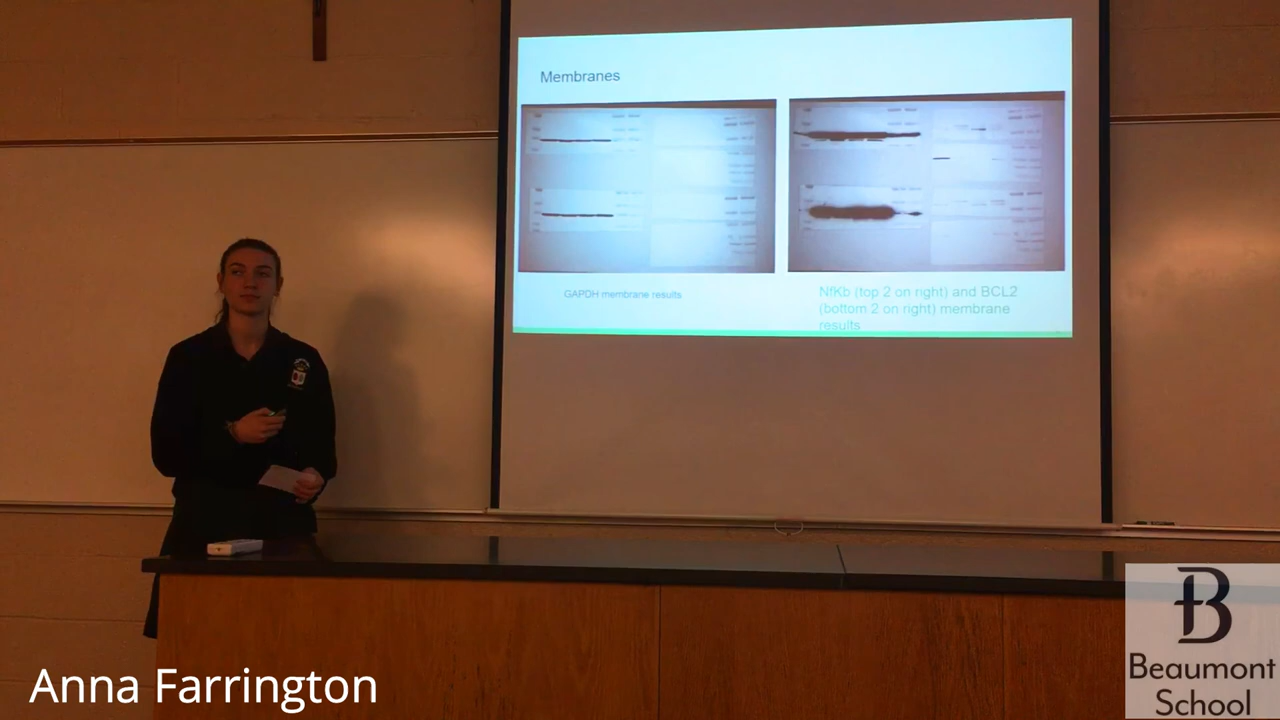 Membranes
GAPDH membrane results
NfKb (top 2 on right) and BCL2
(bottom 2 on right) membrane
results
Anna Farrington
B
Beaumont
School